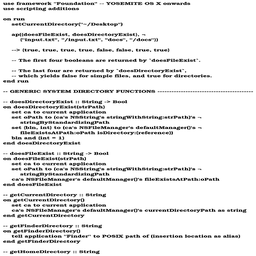 use framework "Foundation" -- YOSEMITE OS X onwards
use scripting additions

on run
    setCurrentDirectory("~/Desktop")

    ap({doesFileExist, doesDirectoryExist}, ¬
        {"input.txt", "/input.txt", "docs", "/docs"})

    --> {true, true, true, true, false, false, true, true}

    -- The first four booleans are returned by `doesFileExist`.

    -- The last four are returned by `doesDirectoryExist`,
    -- which yields false for simple files, and true for directories.
end run

-- GENERIC SYSTEM DIRECTORY FUNCTIONS

-- doesDirectoryExist :: String -> Bool
on doesDirectoryExist(strPath)
    set ca to current application
    set oPath to (ca's NSString's stringWithString:strPath)'s ¬
        stringByStandardizingPath
    set {bln, int} to (ca's NSFileManager's defaultManager()'s ¬
        fileExistsAtPath:oPath isDirectory:(reference))
    bln and (int = 1)
end doesDirectoryExist

-- doesFileExist :: String -> Bool
on doesFileExist(strPath)
    set ca to current application
    set oPath to (ca's NSString's stringWithString:strPath)'s ¬
        stringByStandardizingPath
    ca's NSFileManager's defaultManager()'s fileExistsAtPath:oPath
end doesFileExist

-- getCurrentDirectory :: String
on getCurrentDirectory()
    set ca to current application
    ca's NSFileManager's defaultManager()'s currentDirectoryPath as string
end getCurrentDirectory

-- getFinderDirectory :: String
on getFinderDirectory()
    tell application "Finder" to POSIX path of (insertion location as alias)
end getFinderDirectory

-- getHomeDirectory :: String